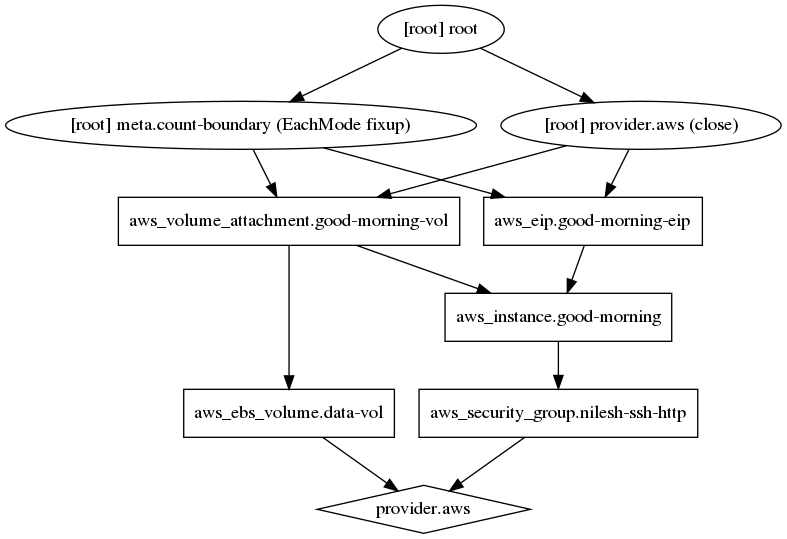 [root] root
[root] meta.count-boundary (EachMode fixup)
[root] provider.aws (close)
aws_volume_attachment.good-morning-vol
aws_eip.good-morning-eip
aws_instance.good-morning
aws_ebs_volume.data-vol
aws_security_group.nilesh-ssh-http
provider.aws